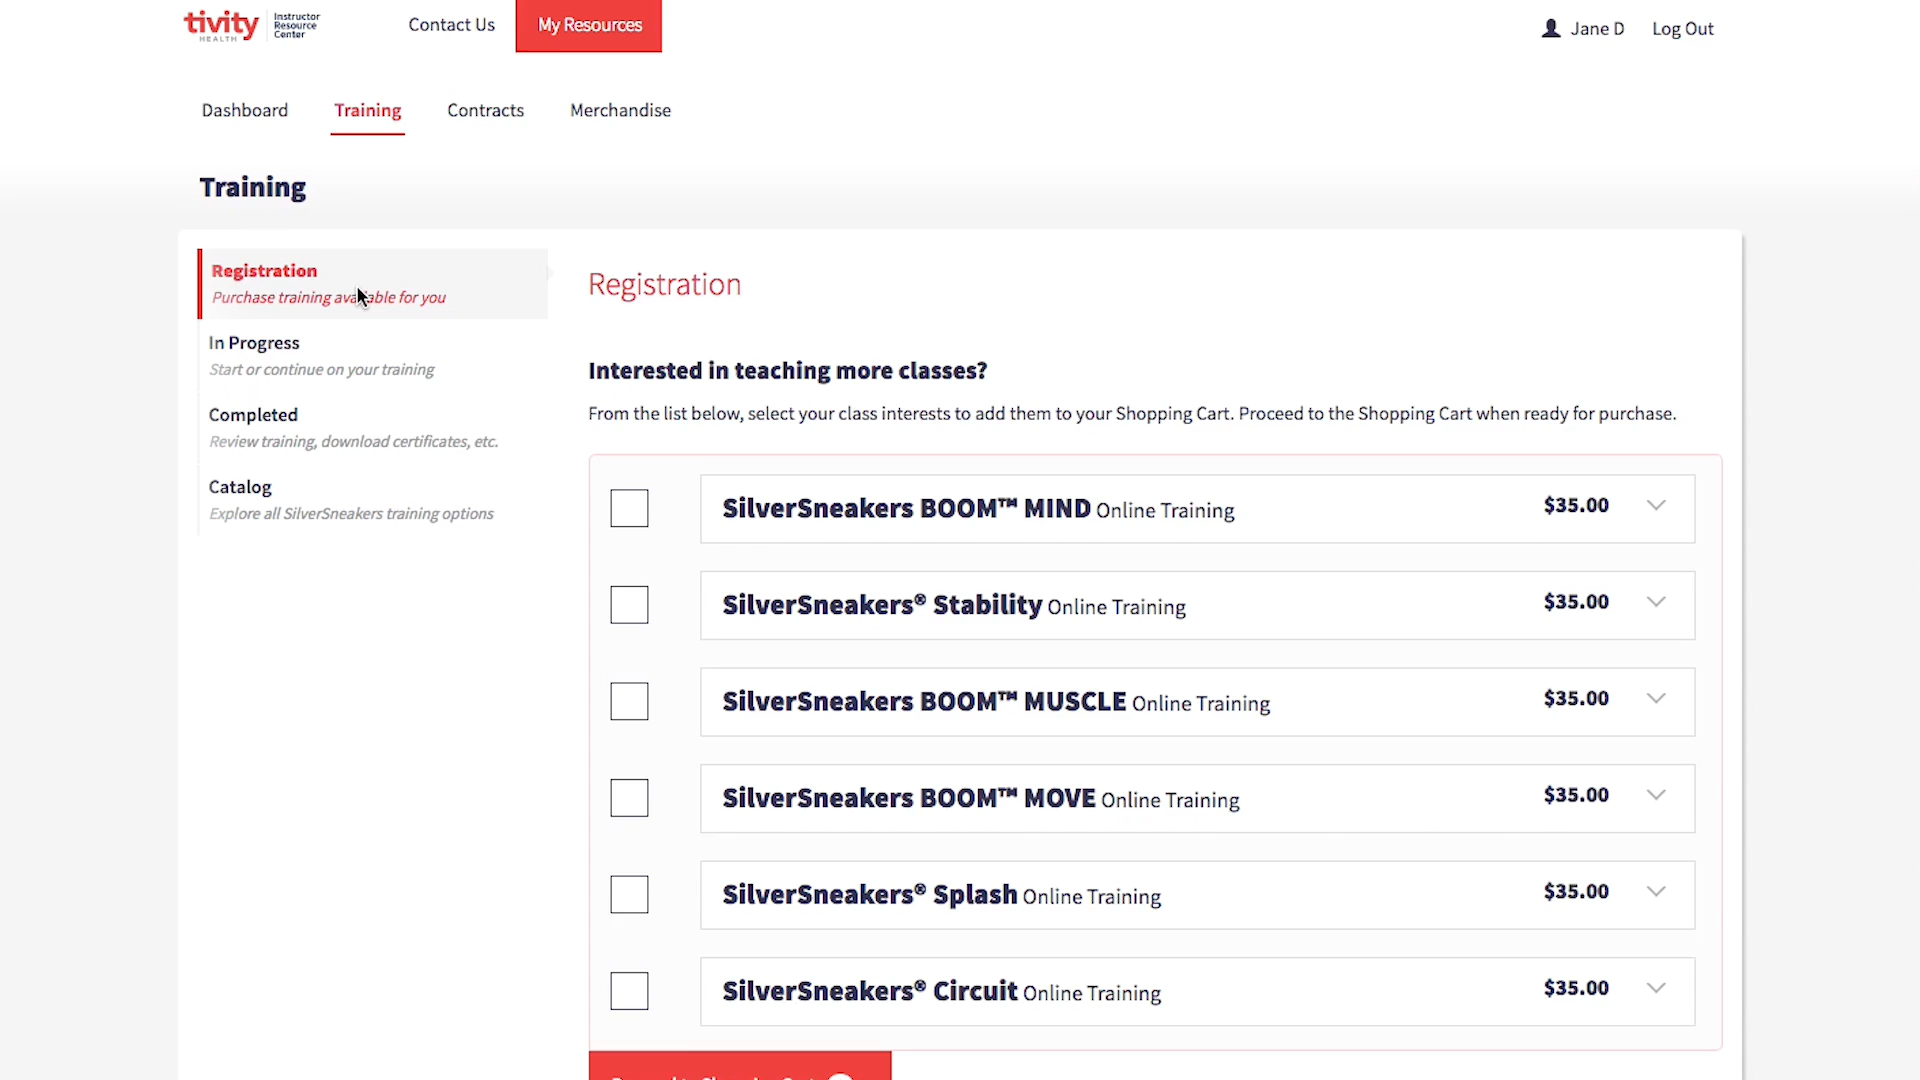 tivity
HEALTH
Instructor
Resource
Center
Contact Us
My Resources
Jane D
Log Out
Dashboard
Training
Contracts
Merchandise
Training
Registration
Purchase training available for you
In Progress
Start or continue on your training
Completed
Review training, download certificates, etc.
Catalog
Explore all SilverSneakers training options
Registration
Interested in teaching more classes?
From the list below, select your class interests to add them to your Shopping Cart. Proceed to the Shopping Cart when ready for purchase.
SilverSneakers BOOM™ MIND Online Training $35.00
SilverSneakers® Stability Online Training $35.00
SilverSneakers BOOM™ MUSCLE Online Training $35.00
SilverSneakers BOOM™ MOVE Online Training $35.00
SilverSneakers® Splash Online Training $35.00
SilverSneakers® Circuit Online Training $35.00